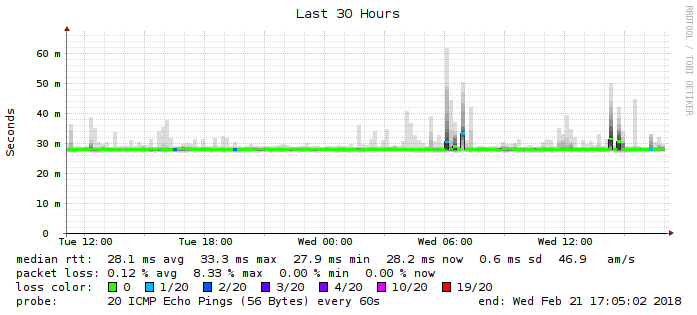 Last 30 Hours
RRDTOOL / TOBI OETIKER
Seconds
60 m
50 m
40 m
30 m
20 m
10 m
0
Tue 12:00 Tue 18:00 Wed 00:00 Wed 06:00 Wed 12:00
median rtt: 28.1 ms avg 33.3 ms max 27.9 ms min 28.2 ms now 0.6 ms sd 46.9 am/s
packet loss: 0.12 % avg 8.33 % max 0.00 % min 0.00 % now
loss color: 0 1/20 2/20 3/20 4/20 10/20 19/20
probe: 20 ICMP Echo Pings (56 Bytes) every 60s end: Wed Feb 21 17:05:02 2018